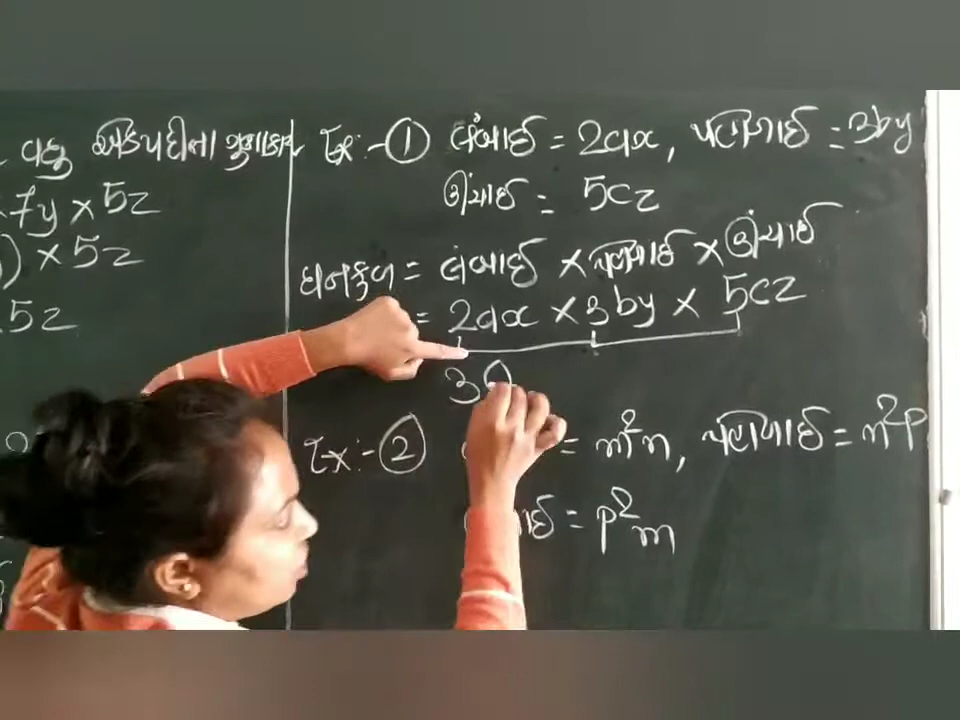 વધુ એકપદીના ગુણાકાર
7y × 5z
) × 5z
5z
Ex :- ① લંબાઈ = 2ax, પહોળાઈ = 3by
ઊંચાઈ = 5cz
ઘનફળ = લંબાઈ × પહોળાઈ × ઊંચાઈ
= 2ax × 3by × 5cz
30
Ex :- ② = m²n, પહોળાઈ = n²p
ઈ = p²m